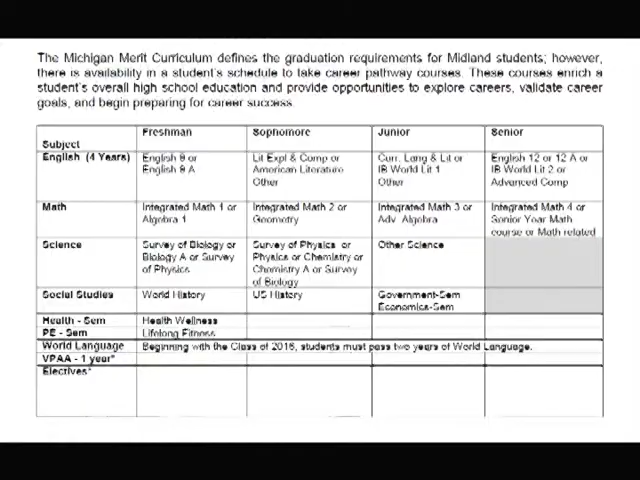 The Michigan Merit Curriculum defines the graduation requirements for Midland students; however,
there is availability in a student's schedule to take career pathway courses. These courses enrich a
student's overall high school education and provide opportunities to explore careers, validate career
goals, and begin preparing for career success.
Subject Freshman Sophomore Junior Senior
English (4 Years) English 9 or Lit Expl & Comp or Curr. Lang & Lit or English 12 or 12 A or
English 9 A American Literature IB World Lit 1 IB World Lit 2 or
Other Other Advanced Comp
Math Integrated Math 1 or Integrated Math 2 or Integrated Math 3 or Integrated Math 4 or
Algebra 1 Geometry Adv. Algebra Senior Year Math
course or Math related
Science Survey of Biology or Survey of Physics or Other Science
Biology A or Survey Physics or Chemistry or
of Physics Chemistry A or Survey
of Biology
Social Studies World History US History Government-Sem
Economics-Sem
Health - Sem Health Wellness
PE - Sem Lifelong Fitness
World Language Beginning with the Class of 2016, students must pass two years of World Language.
VPAA - 1 year*
Electives*